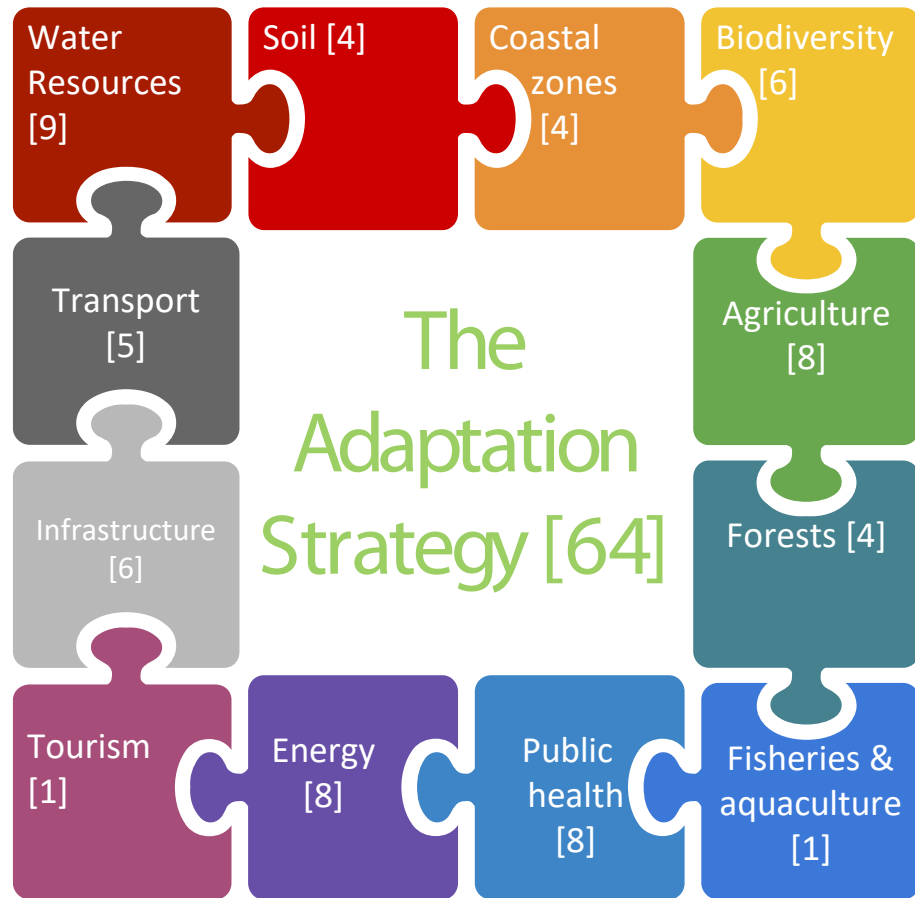 Water
Resources
[9]
Soil [4]
Coastal
zones
[4]
Biodiversity
[6]
Transport
[5]
The
Adaptation
Strategy [64]
Agriculture
[8]
Infrastructure
[6]
Forests [4]
Tourism
[1]
Energy
[8]
Public
health
[8]
Fisheries &
aquaculture
[1]